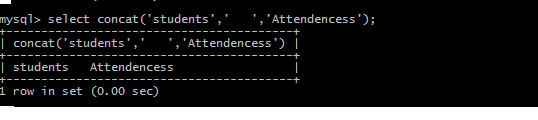 mysql> select concat('students','   ','Attendencess');
+---------------------------------------+
| concat('students','   ','Attendencess') |
+---------------------------------------+
| students   Attendencess                 |
+---------------------------------------+
1 row in set (0.00 sec)